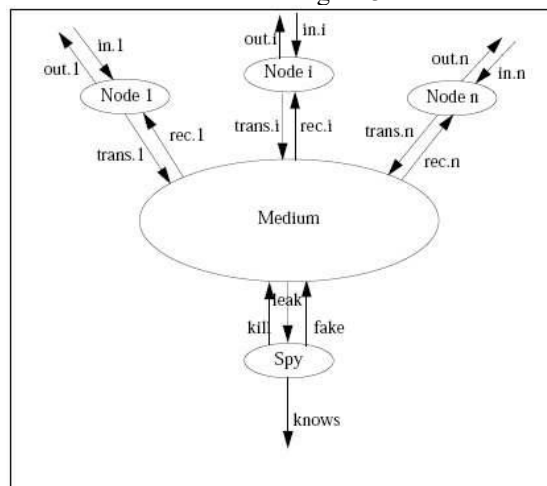 out.1
in.1
out.i
in.i
out.n
in.n
Node 1
Node i
Node n
trans.1
rec.1
trans.i
rec.i
trans.n
rec.n
Medium
leak
kill
fake
Spy
knows